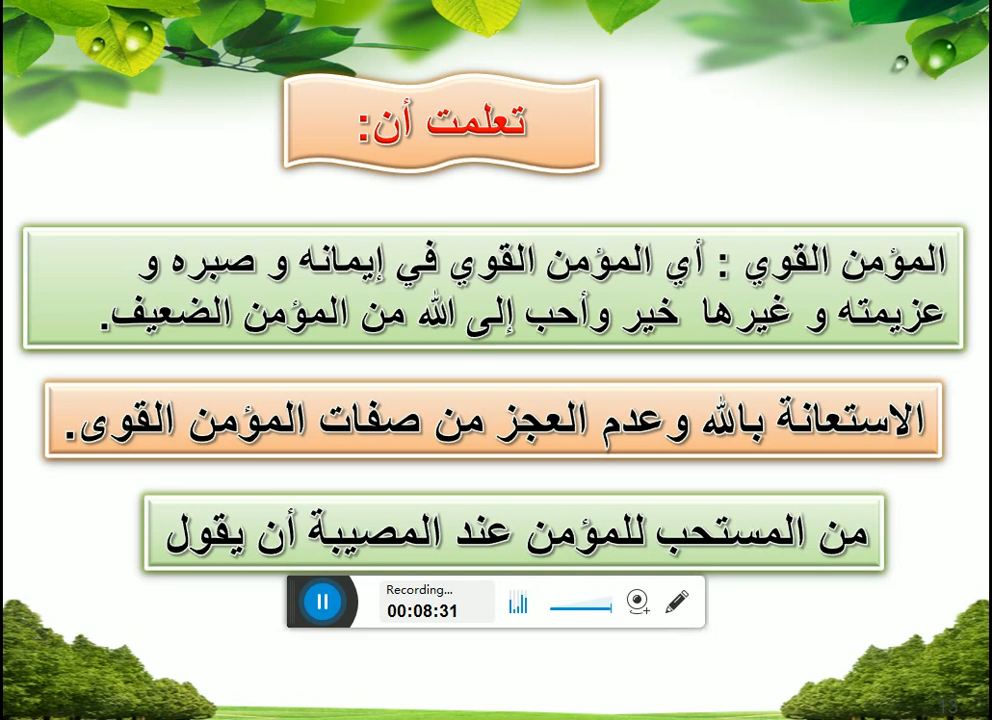 تعلمت أن:
المؤمن القوي : أي المؤمن القوي في إيمانه و صبره و
عزيمته و غيرها خير وأحب إلى الله من المؤمن الضعيف.
الاستعانة بالله وعدم العجز من صفات المؤمن القوى.
من المستحب للمؤمن عند المصيبة أن يقول
Recording...
00:08:31
13